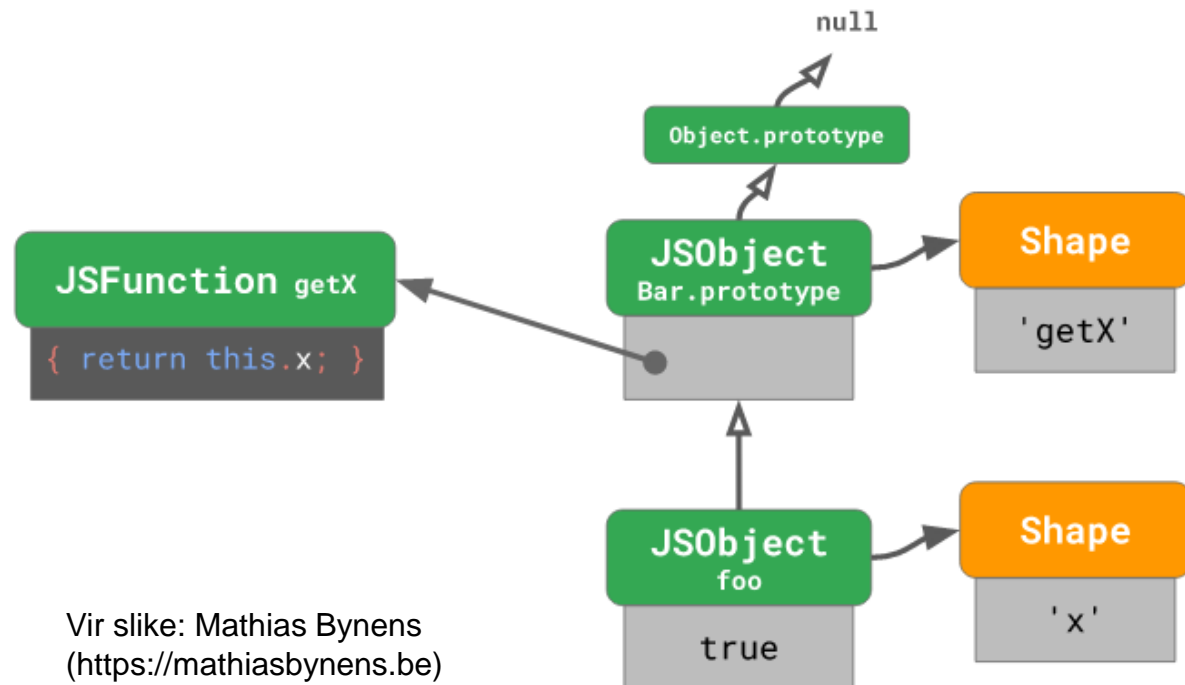 null
Object.prototype
JSObject
Bar.prototype
Shape
'getX'
JSFunction getX
{ return this.x; }
JSObject
foo
true
Shape
'x'
Vir slike: Mathias Bynens
(https://mathiasbynens.be)